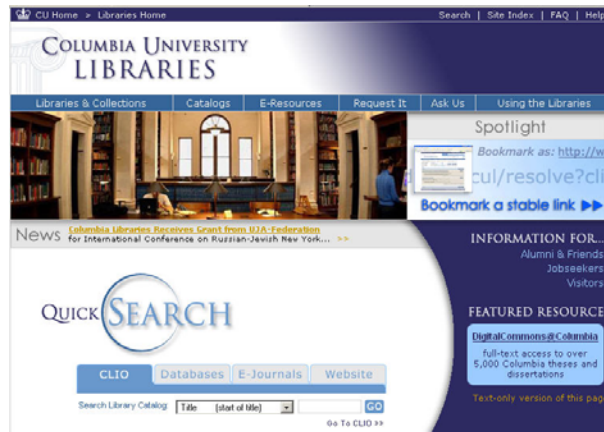 CU Home > Libraries Home
Search | Site Index | FAQ | Help
COLUMBIA UNIVERSITY
LIBRARIES
Libraries & Collections
Catalogs
E-Resources
Request It
Ask Us
Using the Libraries
Spotlight
Bookmark as: http://w
cul/resolve?cli
Bookmark a stable link
News
Columbia Libraries Receives Grant from UJA-Federation
for International Conference on Russian-Jewish New York... >>
INFORMATION FOR...
Alumni & Friends
Jobseekers
Visitors
QUICK SEARCH
FEATURED RESOURCE
DigitalCommons@Columbia
full-text access to over
5,000 Columbia theses and
dissertations
CLIO
Databases
E-Journals
Website
Text-only version of this pag
Search Library Catalog: Title (start of title) GO
Go To CLIO >>